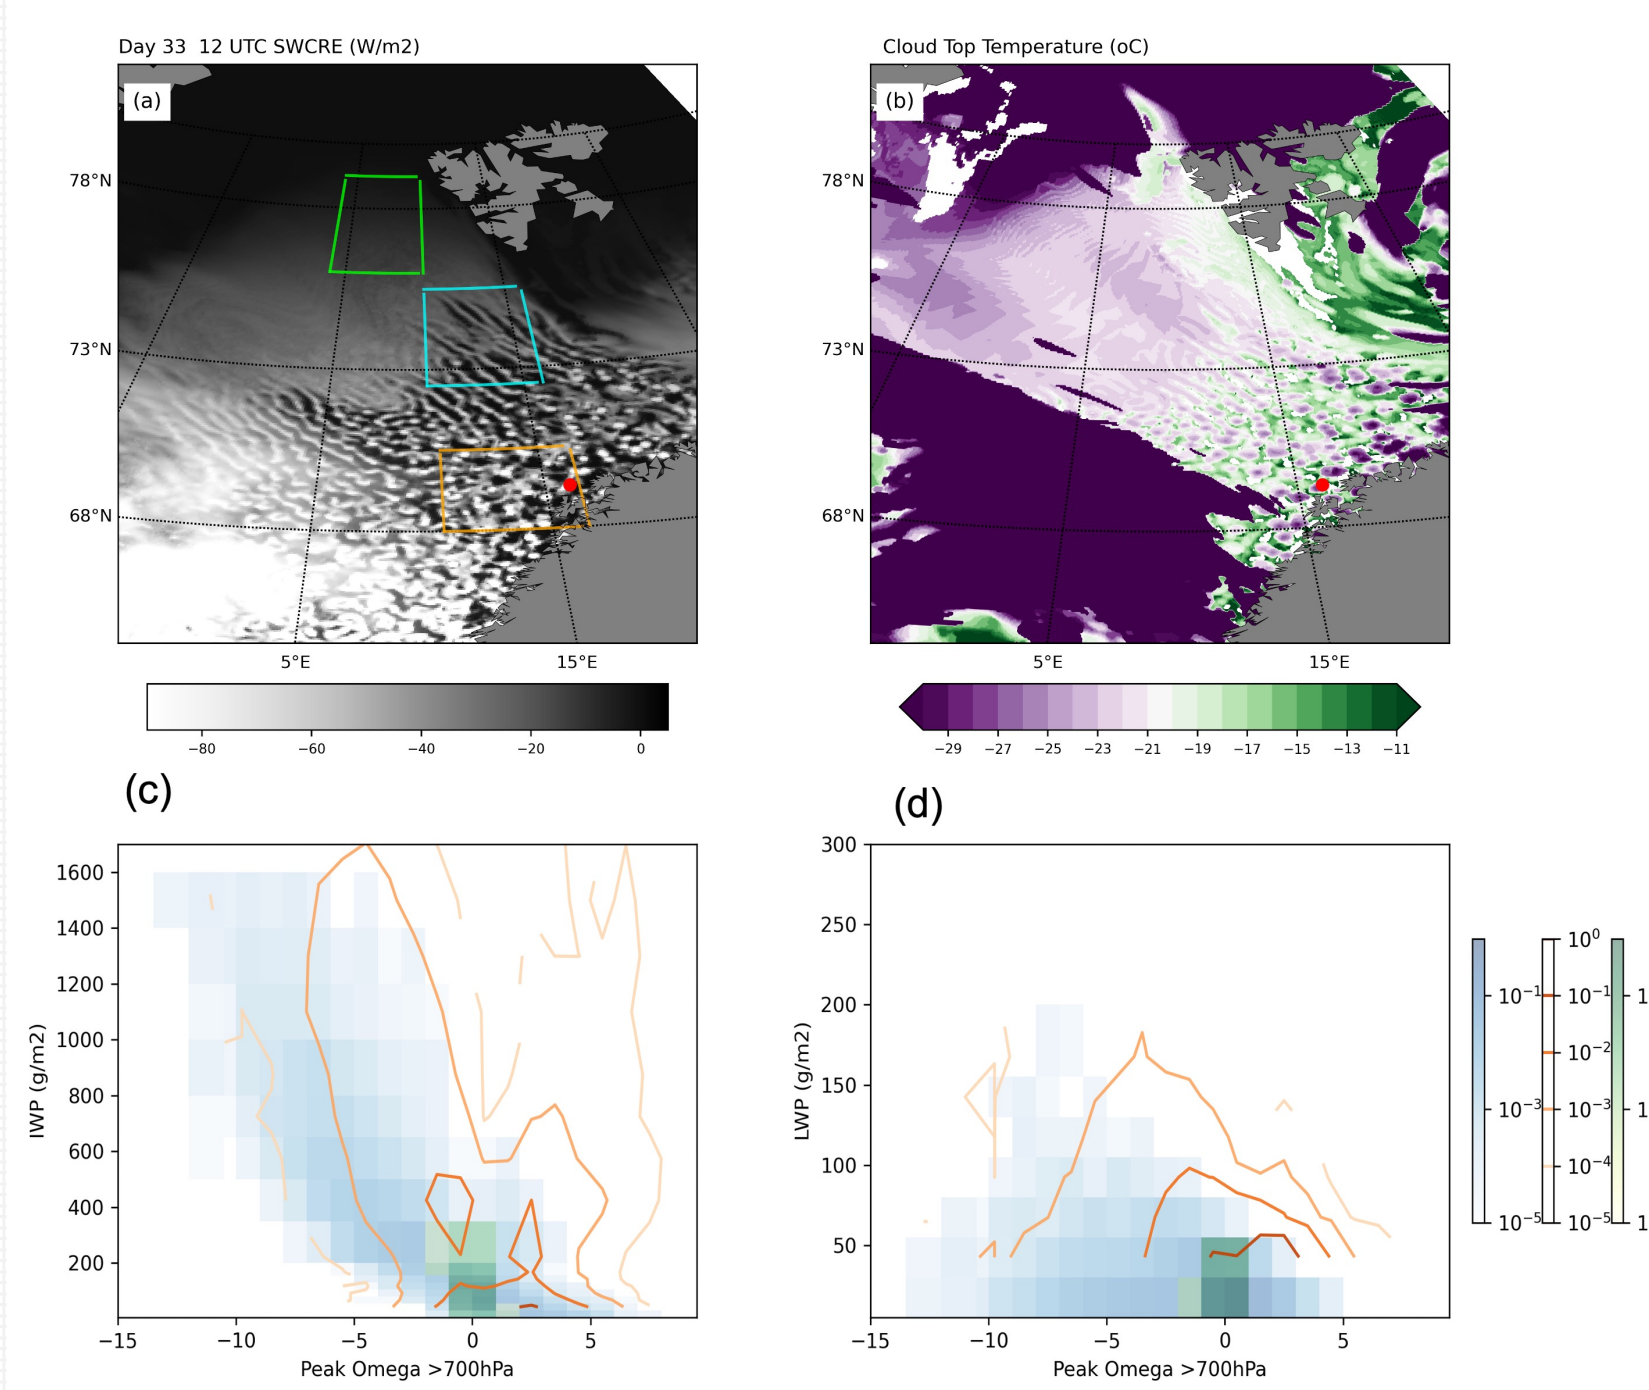 Day 33  12 UTC SWCRE (W/m2)
Cloud Top Temperature (oC)
(a)
(b)
78°N
73°N
68°N
78°N
73°N
68°N
5°E
15°E
5°E
15°E
−80
−60
−40
−20
0
−29
−27
−25
−23
−21
−19
−17
−15
−13
−11
(c)
(d)
1600
1400
1200
1000
800
600
400
200
IWP (g/m2)
−15
−10
−5
0
5
Peak Omega >700hPa
300
250
200
150
100
50
LWP (g/m2)
−15
−10
−5
0
5
Peak Omega >700hPa
10⁻¹
10⁻³
10⁻⁵
10⁰
10⁻¹
10⁻²
10⁻³
10⁻⁴
10⁻⁵
1
1
1